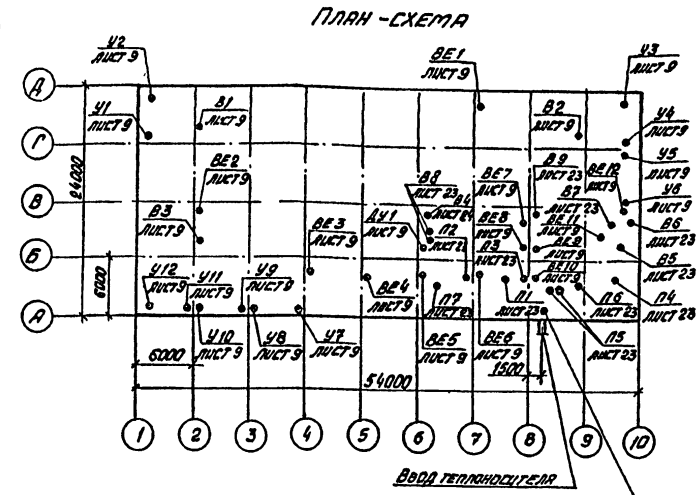 ПЛАН-СХЕМА
У2
ЛИСТ 9
ВЕ1
ЛИСТ 9
У3
ЛИСТ 9
Д
У1
ЛИСТ 9
В1
ЛИСТ 9
В2
ЛИСТ 9
У4
ЛИСТ 9
Г
У5
ЛИСТ 9
24000
ВЕ2
ЛИСТ 9
В8
ЛИСТ 23
ВЕ7
ЛИСТ 9
В9
ЛИСТ 23
ВЕ12
ЛИСТ 9
У6
ЛИСТ 9
В
В3
ЛИСТ 9
ВЕ3
ЛИСТ 9
ДУ1
ЛИСТ 9
В4
ЛИСТ 24
П2
ЛИСТ 22
ВЕ8
ЛИСТ 9
П3
ЛИСТ 23
В7
ЛИСТ 23
ВЕ11
ЛИСТ 9
ВЕ9
ЛИСТ 9
ВЕ10
ЛИСТ 9
В6
ЛИСТ 23
В5
ЛИСТ 23
Б
6000
У12
ЛИСТ 9
У11
ЛИСТ 9
У9
ЛИСТ 9
ВЕ4
ЛИСТ 9
П7
ЛИСТ 23
П1
ЛИСТ 23
П6
ЛИСТ 23
П4
ЛИСТ 23
А
У10
ЛИСТ 9
У8
ЛИСТ 9
У7
ЛИСТ 9
ВЕ5
ЛИСТ 9
ВЕ6
ЛИСТ 9
П5
ЛИСТ 23
6000
1500
54000
1 2 3 4 5 6 7 8 9 10
ВВОД ТЕПЛОНОСИТЕЛЯ